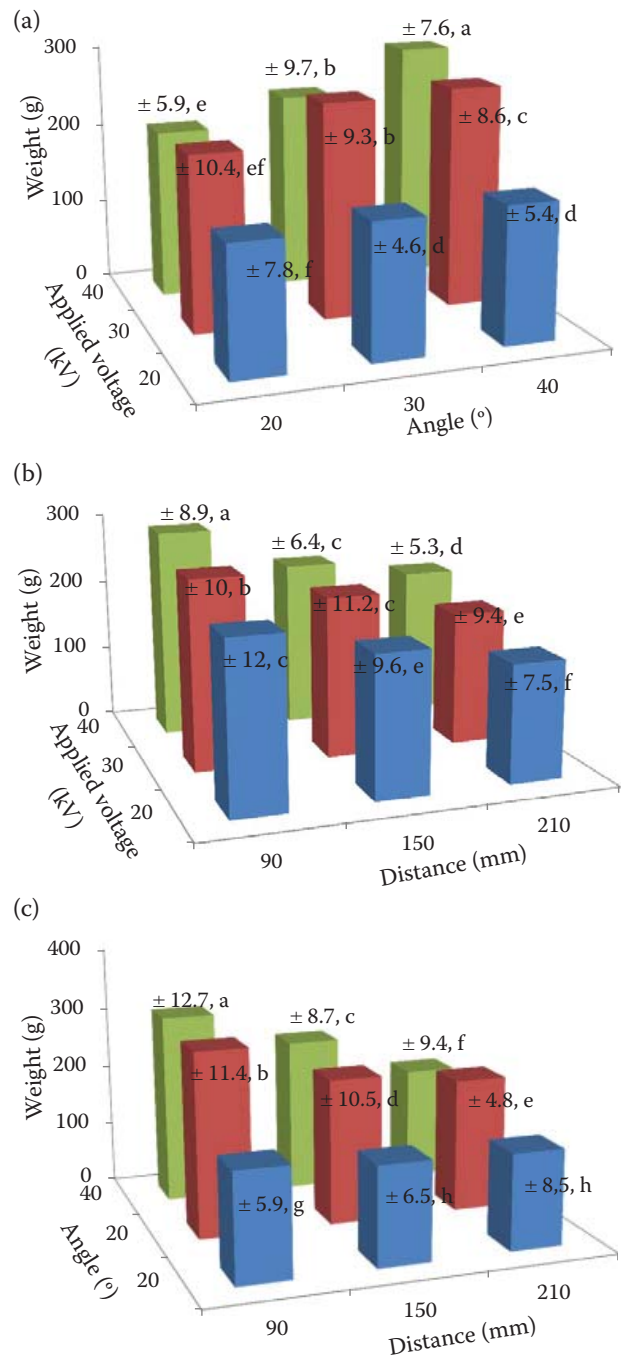 (a)
300
200
100
0
Weight (g)
± 5.9, e
± 9.7, b
± 7.6, a
± 10.4, ef
± 9.3, b
± 8.6, c
± 7.8, f
± 4.6, d
± 5.4, d
40
30
20
Applied voltage
(kV)
20
30
40
Angle (º)
(b)
300
200
100
0
Weight (g)
± 8.9, a
± 6.4, c
± 5.3, d
± 10, b
± 11.2, c
± 9.4, e
± 12, c
± 9.6, e
± 7.5, f
40
30
20
Applied voltage
(kV)
90
150
210
Distance (mm)
(c)
400
300
200
100
0
Weight (g)
± 12.7, a
± 8.7, c
± 9.4, f
± 11.4, b
± 10.5, d
± 4.8, e
± 5.9, g
± 6.5, h
± 8,5, h
40
20
20
Angle (º)
90
150
210
Distance (mm)